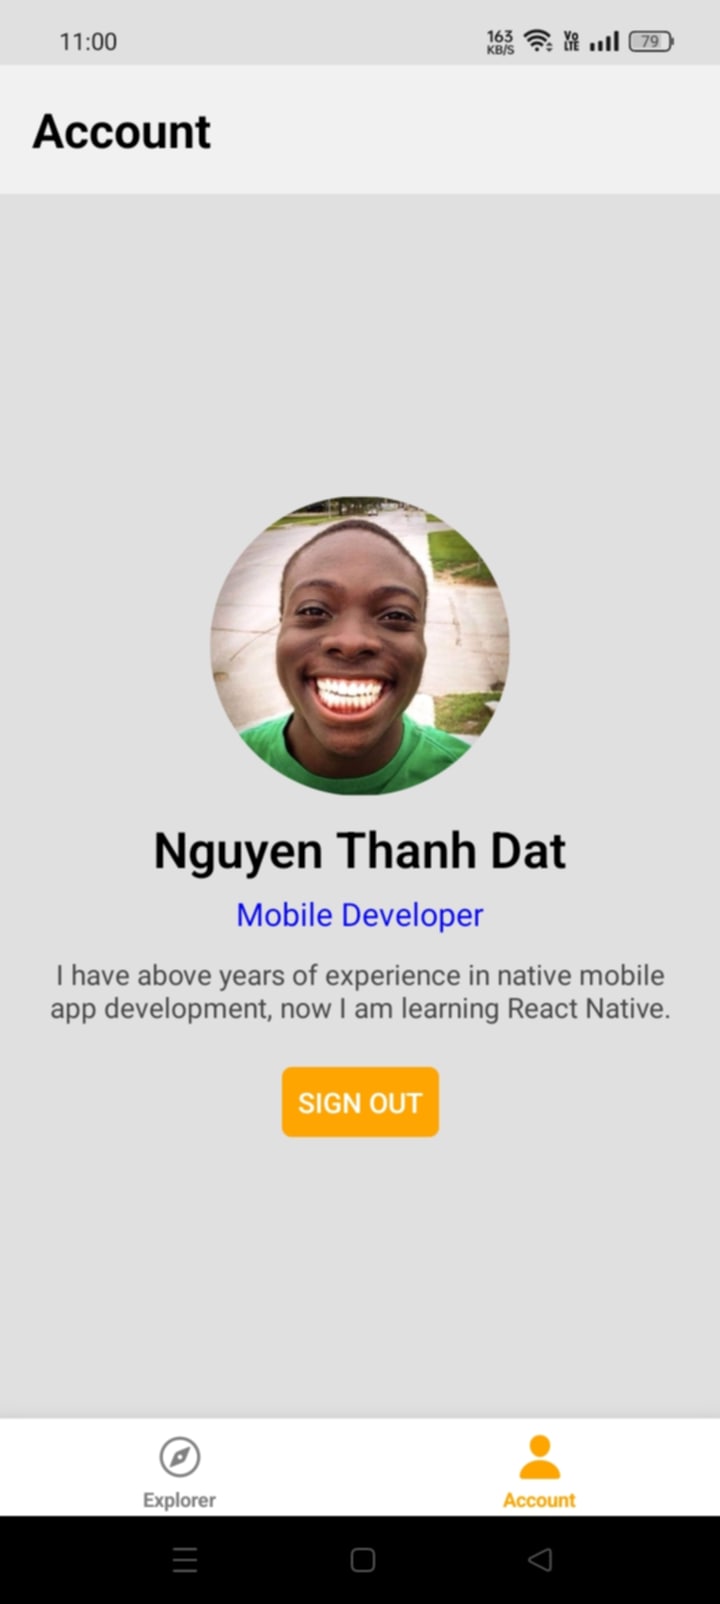 11:00
163
KB/S
Vo
LTE
79
Account
Nguyen Thanh Dat
Mobile Developer
I have above years of experience in native mobile
app development, now I am learning React Native.
SIGN OUT
Explorer
Account